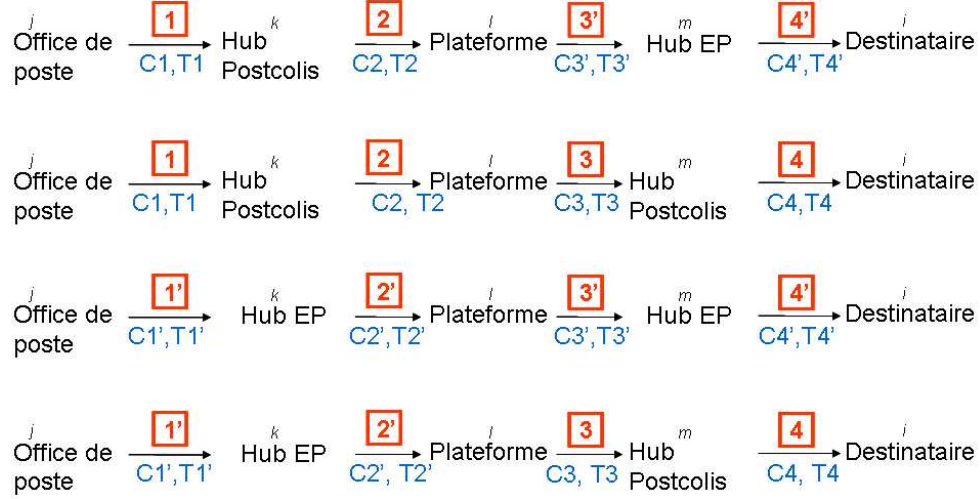 j k l m i
1 2 3' 4'
Office de poste Hub Postcolis Plateforme Hub EP Destinataire
C1,T1 C2,T2 C3',T3' C4',T4'
j k l m i
1 2 3 4
Office de poste Hub Postcolis Plateforme Hub Postcolis Destinataire
C1,T1 C2, T2 C3,T3 C4,T4
j k l m i
1' 2' 3' 4'
Office de poste Hub EP Plateforme Hub EP Destinataire
C1',T1' C2',T2' C3',T3' C4',T4'
j k l m i
1' 2' 3 4
Office de poste Hub EP Plateforme Hub Postcolis Destinataire
C1',T1' C2', T2' C3, T3 C4, T4